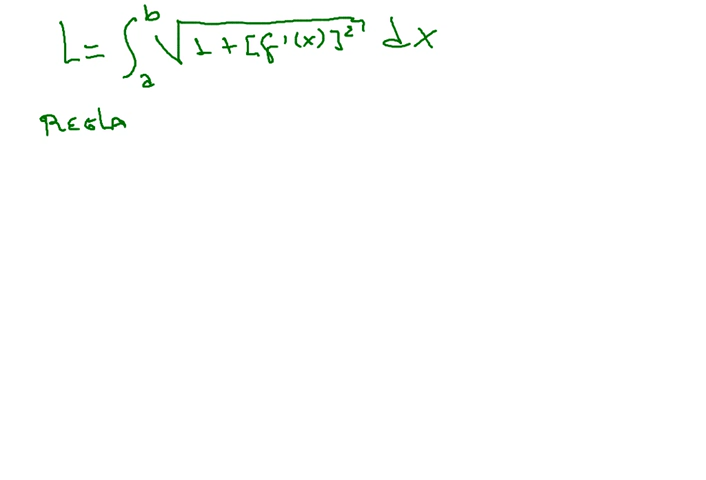 L = ∫_a^b √(1 + [f'(x)]²) dx
REGLA